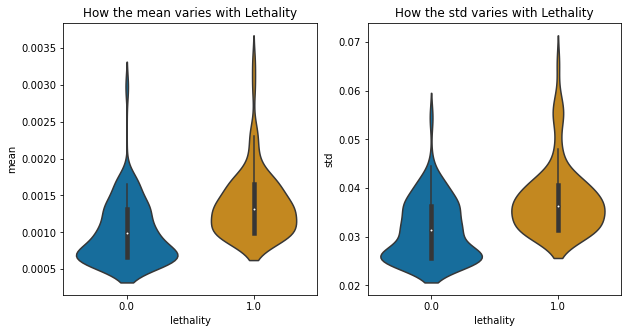 How the mean varies with Lethality
How the std varies with Lethality
mean
0.0035
0.0030
0.0025
0.0020
0.0015
0.0010
0.0005
0.0
1.0
lethality
std
0.07
0.06
0.05
0.04
0.03
0.02
0.0
1.0
lethality